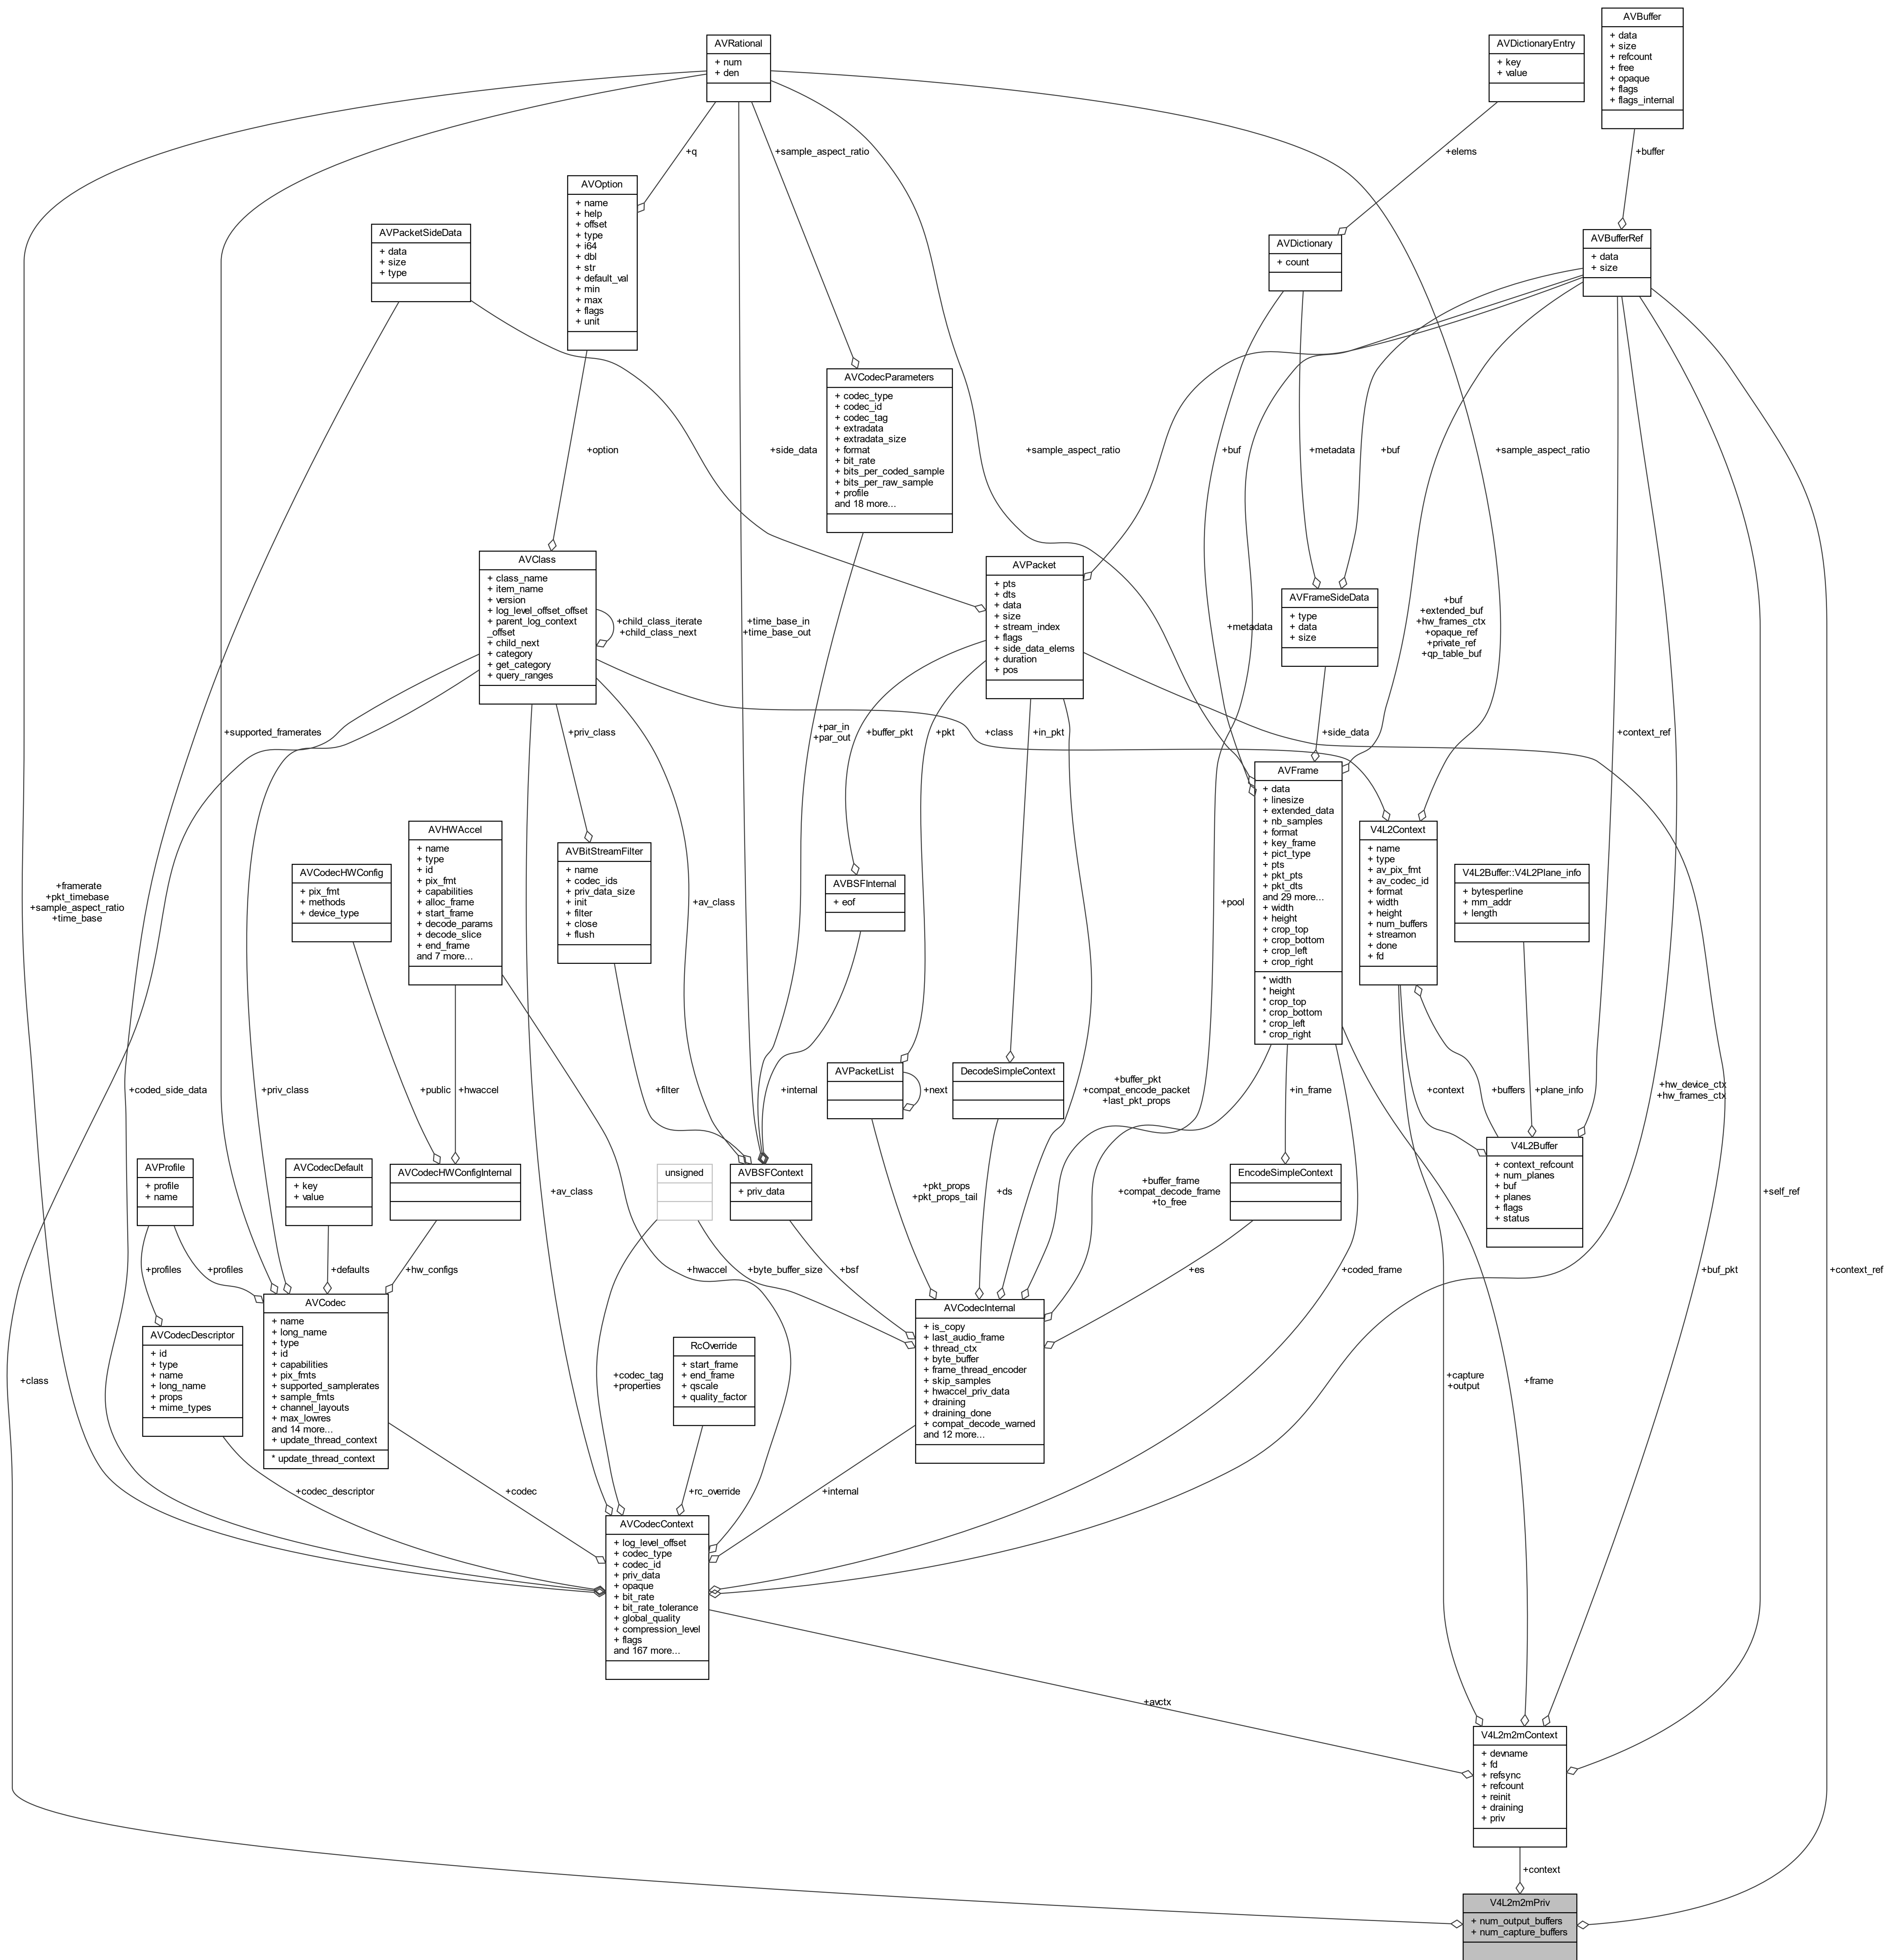 AVBuffer
+ data
+ size
+ refcount
+ free
+ opaque
+ flags
+ flags_internal
AVRational
+ num
+ den
AVDictionaryEntry
+ key
+ value
+q
+sample_aspect_ratio
+elems
+buffer
AVOption
+ name
+ help
+ offset
+ type
+ i64
+ dbl
+ str
+ default_val
+ min
+ max
+ flags
+ unit
AVPacketSideData
+ data
+ size
+ type
AVDictionary
+ count
AVBufferRef
+ data
+ size
AVCodecParameters
+ codec_type
+ codec_id
+ codec_tag
+ extradata
+ extradata_size
+ format
+ bit_rate
+ bits_per_coded_sample
+ bits_per_raw_sample
+ profile
and 18 more...
+option
+side_data
+sample_aspect_ratio
+buf
+metadata
+buf
+sample_aspect_ratio
AVClass
+ class_name
+ item_name
+ version
+ log_level_offset_offset
+ parent_log_context
_offset
+ child_next
+ category
+ get_category
+ query_ranges
+child_class_iterate
+child_class_next
+time_base_in
+time_base_out
AVPacket
+ pts
+ dts
+ data
+ size
+ stream_index
+ flags
+ side_data_elems
+ duration
+ pos
+metadata
AVFrameSideData
+ type
+ data
+ size
+buf
+extended_buf
+hw_frames_ctx
+opaque_ref
+private_ref
+qp_table_buf
+supported_framerates
+priv_class
+par_in
+par_out
+buffer_pkt
+pkt
+class
+in_pkt
+side_data
+context_ref
AVFrame
+ data
+ linesize
+ extended_data
+ nb_samples
+ format
+ key_frame
+ pict_type
+ pts
+ pkt_pts
+ pkt_dts
and 29 more...
+ width
+ height
+ crop_top
+ crop_bottom
+ crop_left
+ crop_right
* width
* height
* crop_top
* crop_bottom
* crop_left
* crop_right
V4L2Context
+ name
+ type
+ av_pix_fmt
+ av_codec_id
+ format
+ width
+ height
+ num_buffers
+ streamon
+ done
+ fd
V4L2Buffer::V4L2Plane_info
+ bytesperline
+ mm_addr
+ length
AVHWAccel
+ name
+ type
+ id
+ pix_fmt
+ capabilities
+ alloc_frame
+ start_frame
+ decode_params
+ decode_slice
+ end_frame
and 7 more...
AVCodecHWConfig
+ pix_fmt
+ methods
+ device_type
AVBitStreamFilter
+ name
+ codec_ids
+ priv_data_size
+ init
+ filter
+ close
+ flush
AVBSFInternal
+ eof
+framerate
+pkt_timebase
+sample_aspect_ratio
+time_base
+av_class
+pool
+coded_side_data
+priv_class
+public
+hwaccel
+filter
+internal
AVPacketList
+next
DecodeSimpleContext
+buffer_pkt
+compat_encode_packet
+last_pkt_props
+in_frame
+context
+buffers
+plane_info
+hw_device_ctx
+hw_frames_ctx
AVProfile
+ profile
+ name
AVCodecDefault
+ key
+ value
AVCodecHWConfigInternal
unsigned
AVBSFContext
+ priv_data
+av_class
+pkt_props
+pkt_props_tail
+ds
+buffer_frame
+compat_decode_frame
+to_free
EncodeSimpleContext
V4L2Buffer
+ context_refcount
+ num_planes
+ buf
+ planes
+ flags
+ status
+self_ref
+profiles
+profiles
+defaults
+hw_configs
+hwaccel
+byte_buffer_size
+bsf
+es
+coded_frame
+buf_pkt
+context_ref
AVCodecDescriptor
+ id
+ type
+ name
+ long_name
+ props
+ mime_types
AVCodec
+ name
+ long_name
+ type
+ id
+ capabilities
+ pix_fmts
+ supported_samplerates
+ sample_fmts
+ channel_layouts
+ max_lowres
and 14 more...
+ update_thread_context
* update_thread_context
RcOverride
+ start_frame
+ end_frame
+ qscale
+ quality_factor
AVCodecInternal
+ is_copy
+ last_audio_frame
+ thread_ctx
+ byte_buffer
+ frame_thread_encoder
+ skip_samples
+ hwaccel_priv_data
+ draining
+ draining_done
+ compat_decode_warned
and 12 more...
+class
+codec_tag
+properties
+capture
+output
+frame
+codec_descriptor
+codec
+rc_override
+internal
AVCodecContext
+ log_level_offset
+ codec_type
+ codec_id
+ priv_data
+ opaque
+ bit_rate
+ bit_rate_tolerance
+ global_quality
+ compression_level
+ flags
and 167 more...
+avctx
V4L2m2mContext
+ devname
+ fd
+ refsync
+ refcount
+ reinit
+ draining
+ priv
+context
V4L2m2mPriv
+ num_output_buffers
+ num_capture_buffers